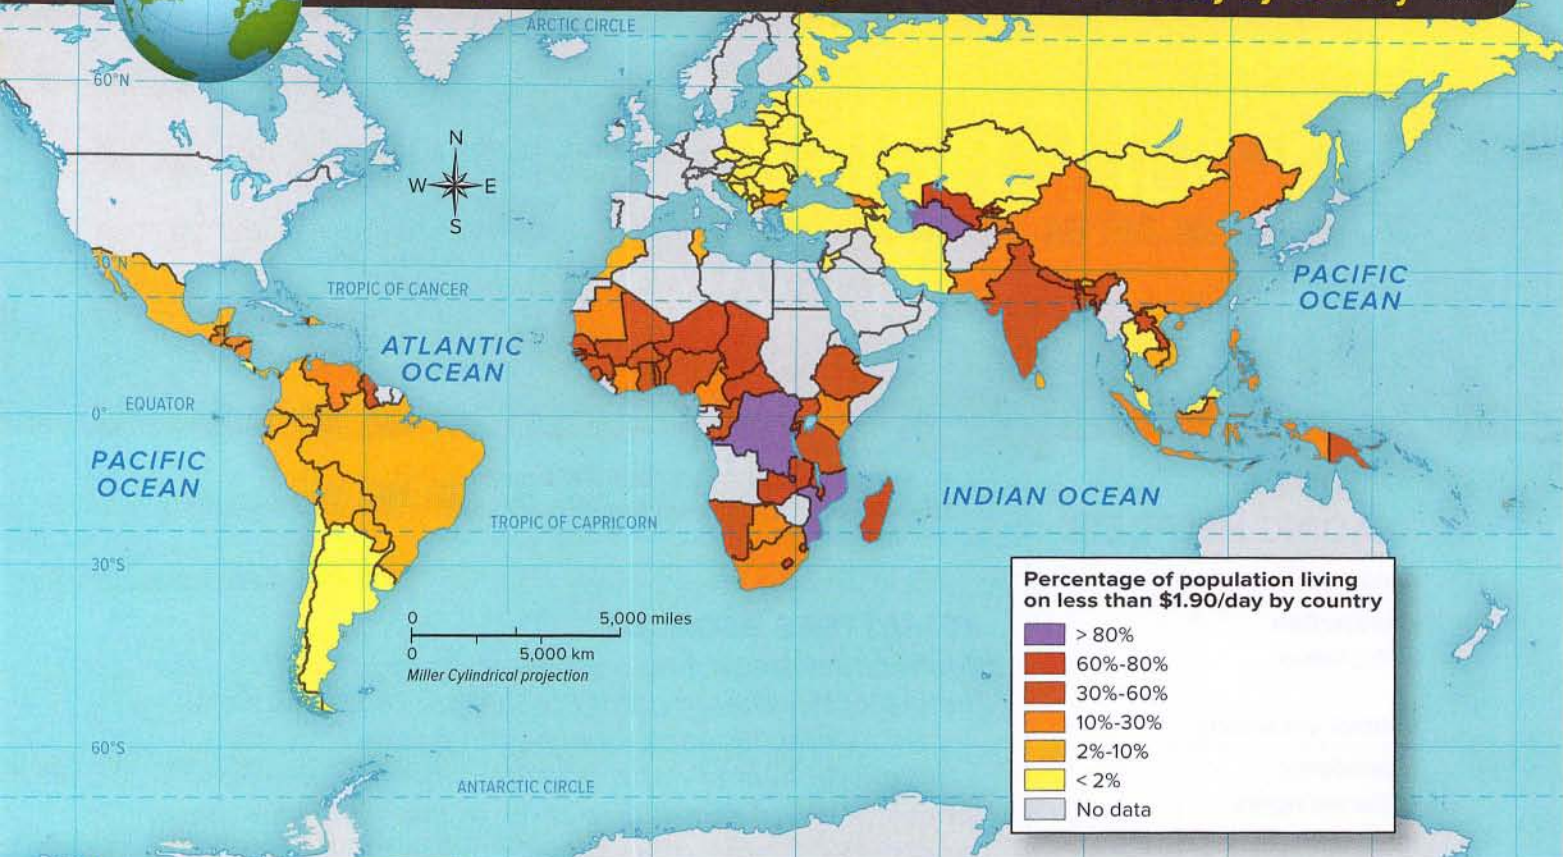 ARCTIC CIRCLE
60°N
N
W E
S
30°N
TROPIC OF CANCER
PACIFIC
OCEAN
ATLANTIC
OCEAN
EQUATOR
0°
PACIFIC
OCEAN
INDIAN OCEAN
TROPIC OF CAPRICORN
30°S
0 5,000 miles
0 5,000 km
Miller Cylindrical projection
60°S
ANTARCTIC CIRCLE
Percentage of population living
on less than $1.90/day by country
> 80%
60%-80%
30%-60%
10%-30%
2%-10%
< 2%
No data